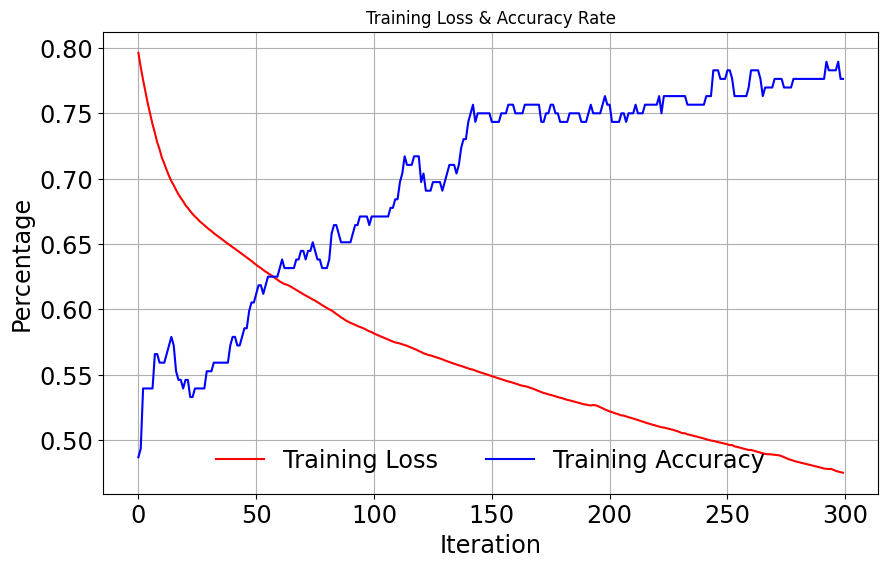 Training Loss & Accuracy Rate
0.80
0.75
0.70
0.65
0.60
0.55
0.50
Percentage
Training Loss
Training Accuracy
0 50 100 150 200 250 300
Iteration